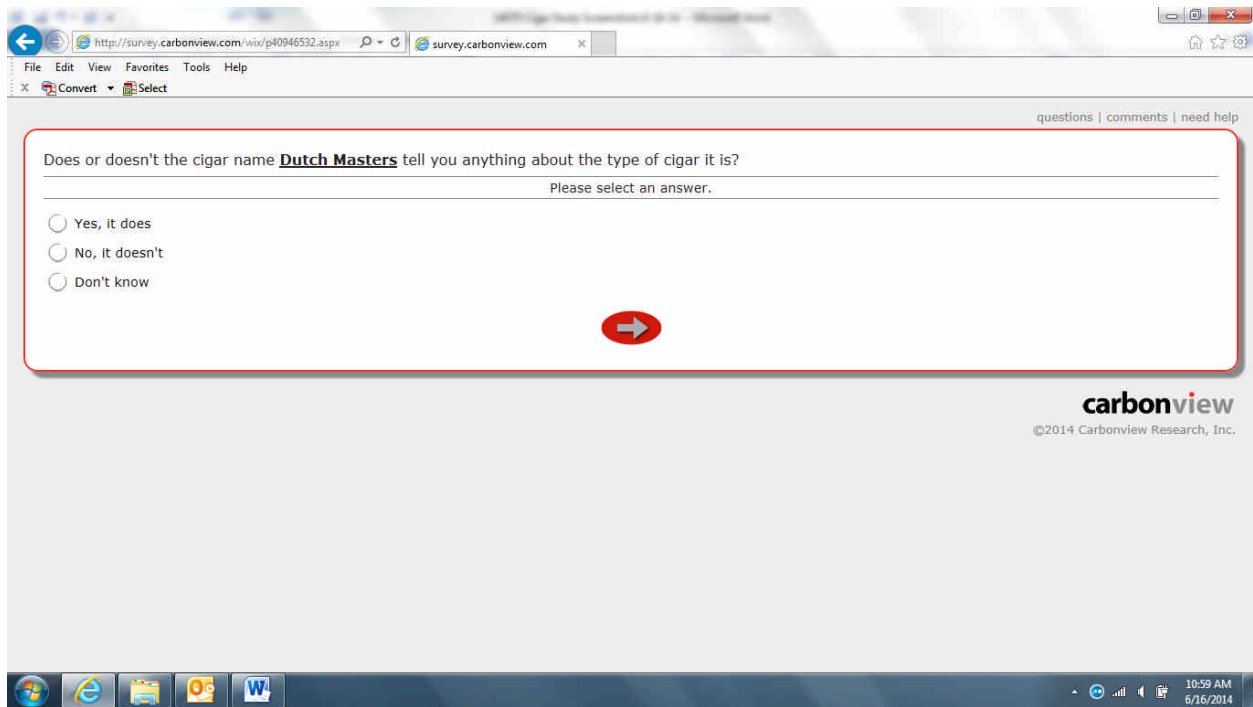 http://survey.carbonview.com/wix/p40946532.aspx
survey.carbonview.com
File Edit View Favorites Tools Help
Convert Select
questions | comments | need help
Does or doesn't the cigar name Dutch Masters tell you anything about the type of cigar it is?
Please select an answer.
Yes, it does
No, it doesn't
Don't know
carbonview
©2014 Carbonview Research, Inc.
10:59 AM
6/16/2014